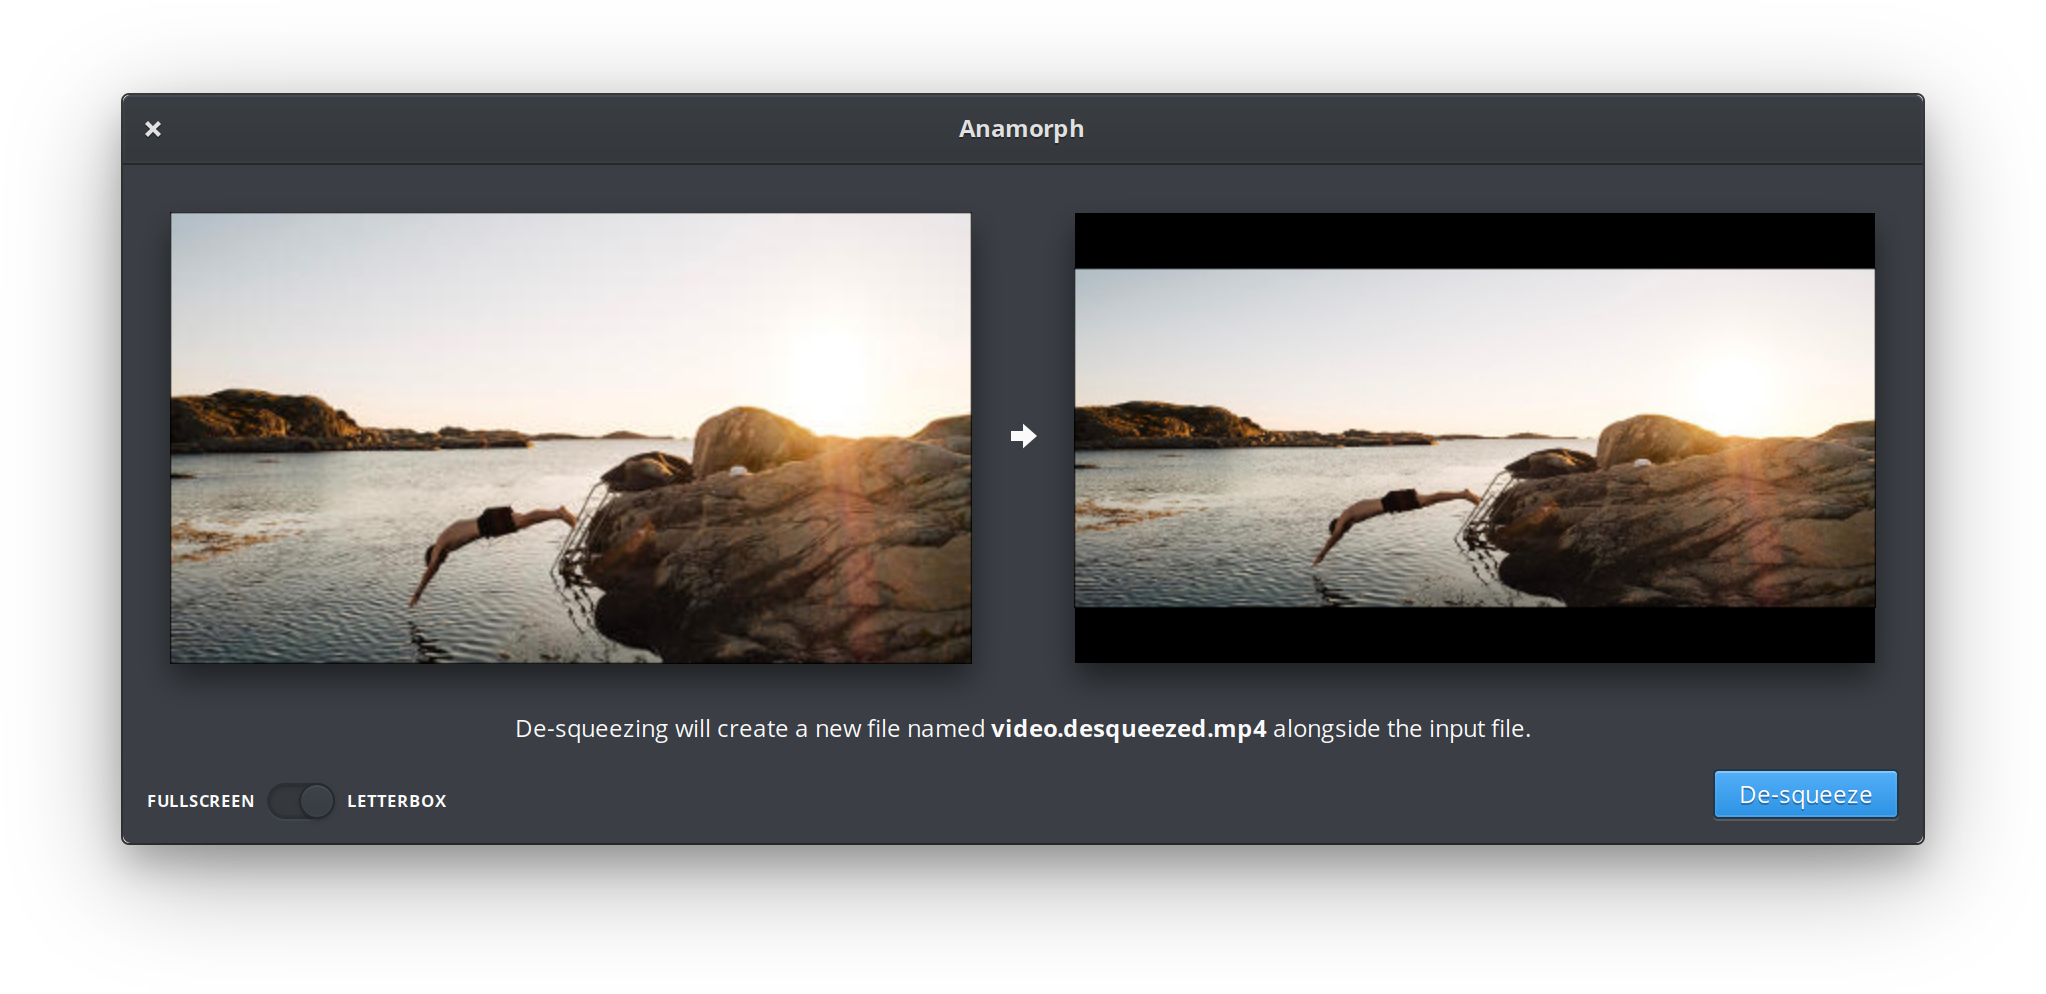 Anamorph
De-squeezing will create a new file named video.desqueezed.mp4 alongside the input file.
FULLSCREEN LETTERBOX
De-squeeze